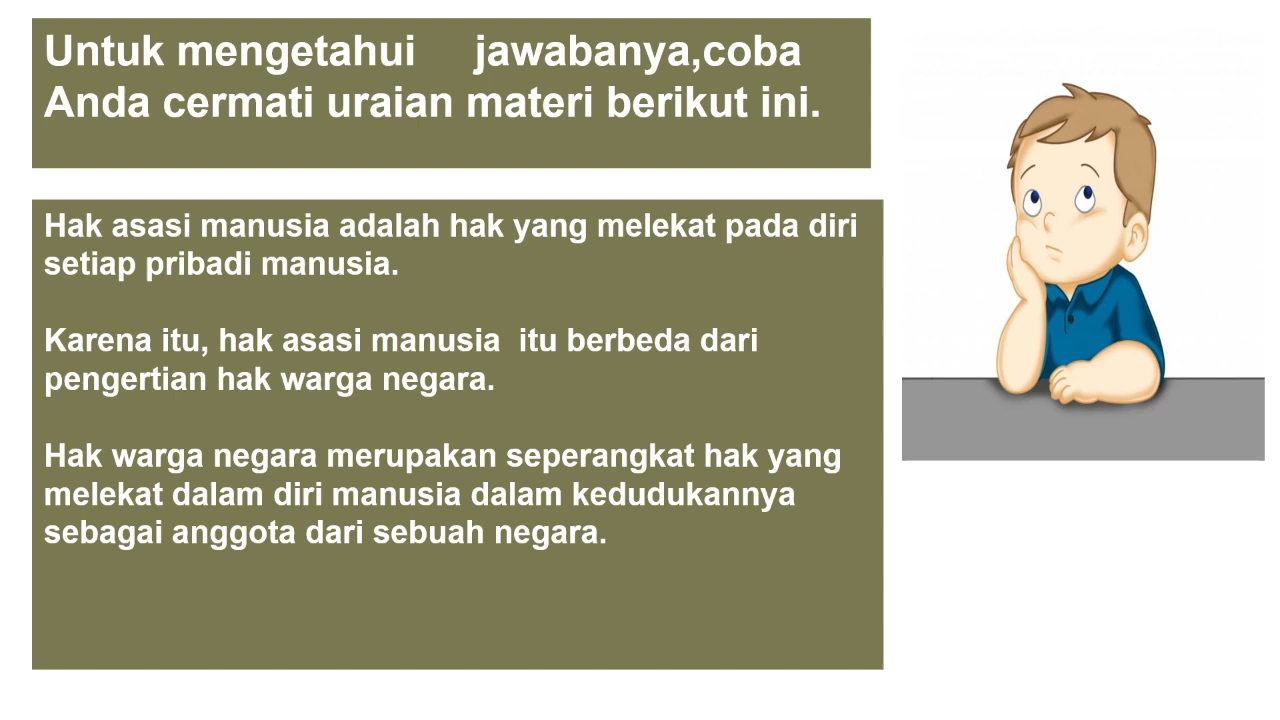 Untuk mengetahui jawabanya,coba
Anda cermati uraian materi berikut ini.
Hak asasi manusia adalah hak yang melekat pada diri
setiap pribadi manusia.
Karena itu, hak asasi manusia itu berbeda dari
pengertian hak warga negara.
Hak warga negara merupakan seperangkat hak yang
melekat dalam diri manusia dalam kedudukannya
sebagai anggota dari sebuah negara.